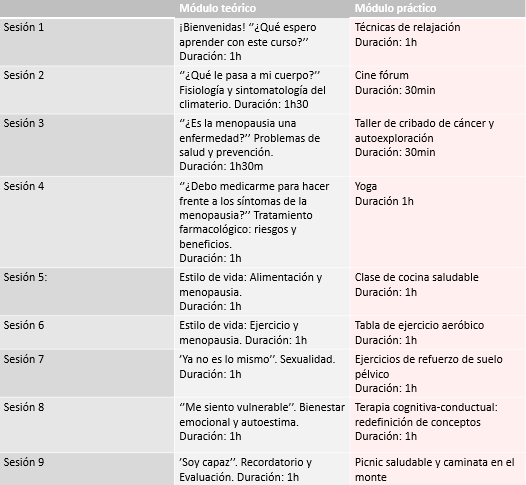 Módulo teórico Módulo práctico
Sesión 1
¡Bienvenidas! “¿Qué espero
aprender con este curso?”
Duración: 1h
Técnicas de relajación
Duración: 1h
Sesión 2
“¿Qué le pasa a mi cuerpo?”
Fisiología y sintomatología del
climaterio. Duración: 1h30
Cine fórum
Duración: 30min
Sesión 3
“¿Es la menopausia una
enfermedad?” Problemas de
salud y prevención.
Duración: 1h30m
Taller de cribado de cáncer y
autoexploración
Duración: 30min
Sesión 4
“¿Debo medicarme para hacer
frente a los síntomas de la
menopausia?” Tratamiento
farmacológico: riesgos y
beneficios.
Duración: 1h
Yoga
Duración 1h
Sesión 5:
Estilo de vida: Alimentación y
menopausia.
Duración: 1h
Clase de cocina saludable
Duración: 1h
Sesión 6
Estilo de vida: Ejercicio y
menopausia. Duración: 1h
Tabla de ejercicio aeróbico
Duración: 1h
Sesión 7
‘Ya no es lo mismo”. Sexualidad.
Duración: 1h
Ejercicios de refuerzo de suelo
pélvico
Duración: 1h
Sesión 8
“Me siento vulnerable”. Bienestar
emocional y autoestima.
Duración: 1h
Terapia cognitiva-conductual:
redefinición de conceptos
Duración: 1h
Sesión 9
‘Soy capaz”. Recordatorio y
Evaluación. Duración: 1h
Picnic saludable y caminata en el
monte